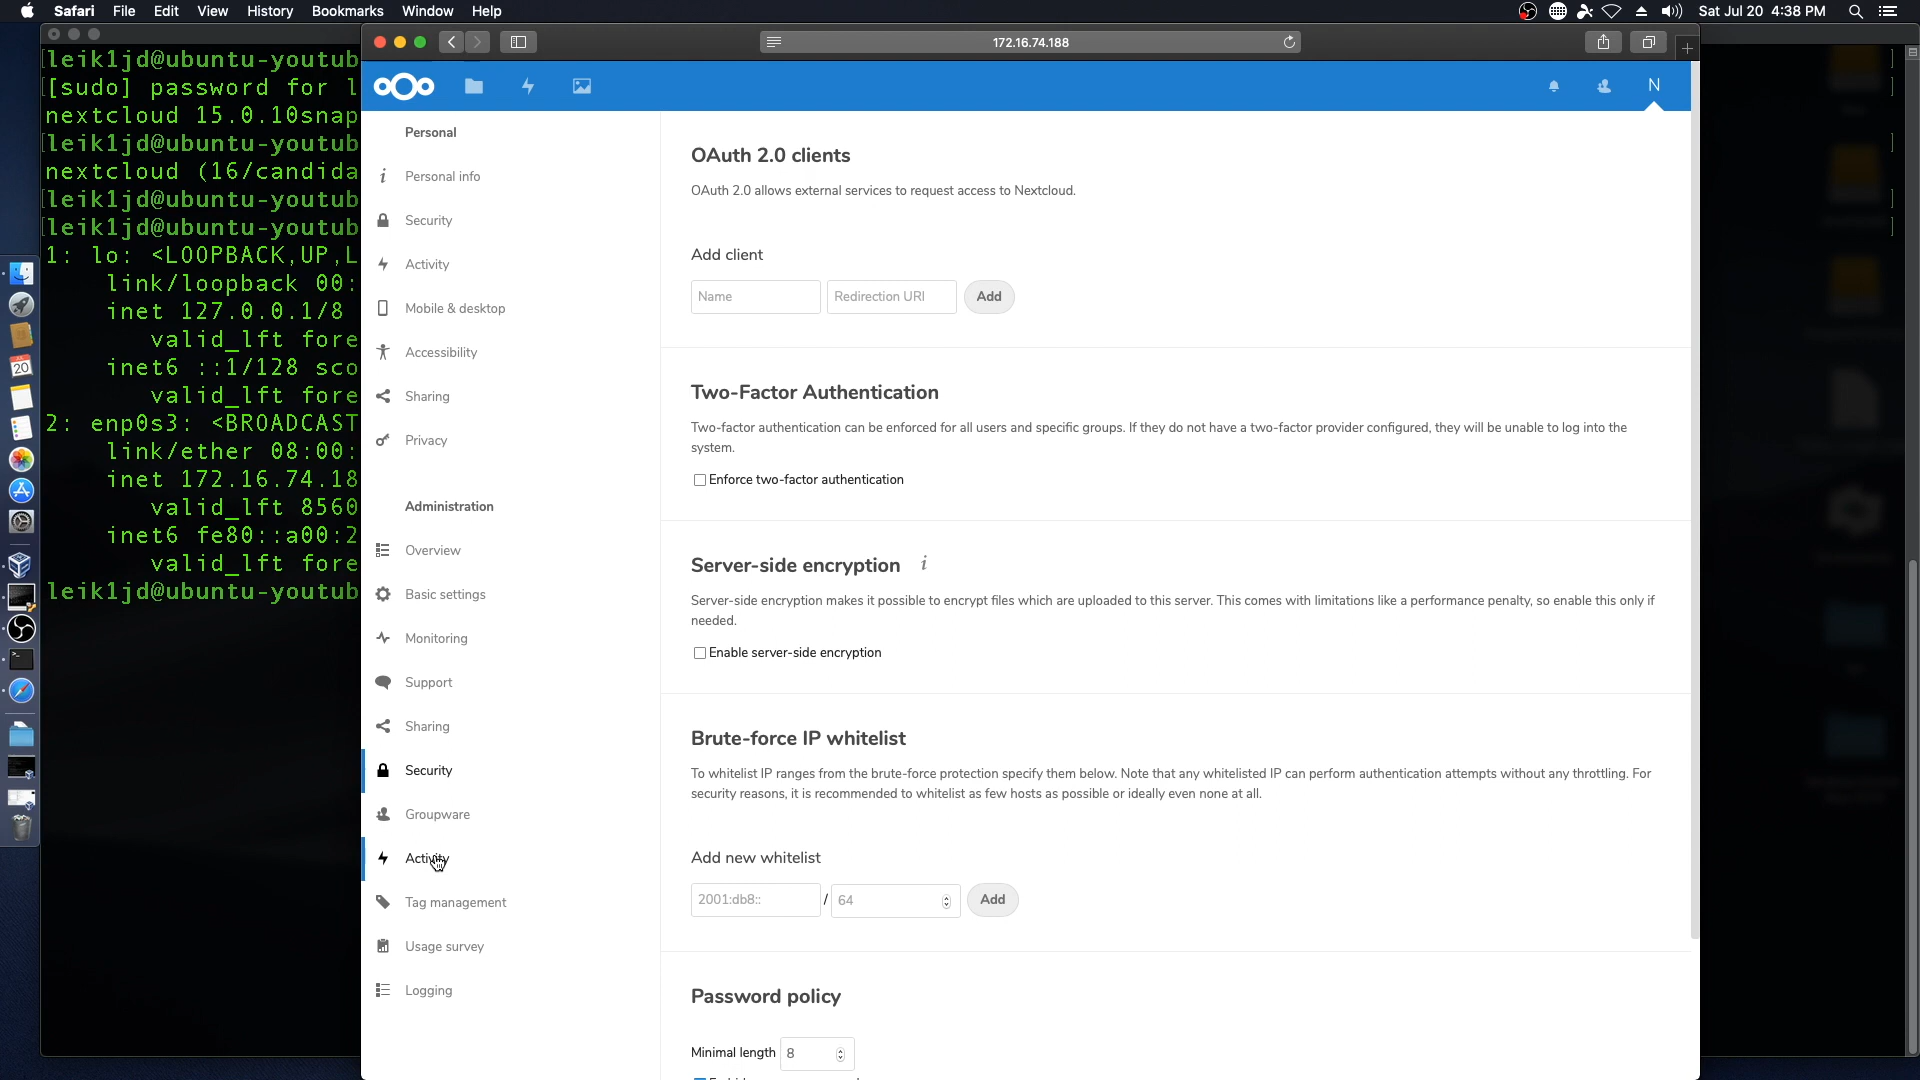 Safari File Edit View History Bookmarks Window Help
Sat Jul 20 4:38 PM
172.16.74.188
[leik1jd@ubuntu-youtub
[[sudo] password for l
nextcloud 15.0.10snap
[leik1jd@ubuntu-youtub
nextcloud (16/candida
[leik1jd@ubuntu-youtub
[leik1jd@ubuntu-youtub
1: lo: <LOOPBACK,UP,L
link/loopback 00:
inet 127.0.0.1/8
valid_lft fore
inet6 ::1/128 sco
valid_lft fore
2: enp0s3: <BROADCAST
link/ether 08:00:
inet 172.16.74.18
valid_lft 8560
inet6 fe80::a00:2
valid_lft fore
leik1jd@ubuntu-youtub
20
N
Personal
Personal info
Security
Activity
Mobile & desktop
Accessibility
Sharing
Privacy
Administration
Overview
Basic settings
Monitoring
Support
Sharing
Security
Groupware
Activity
Tag management
Usage survey
Logging
OAuth 2.0 clients
OAuth 2.0 allows external services to request access to Nextcloud.
Add client
Name Redirection URI Add
Two-Factor Authentication
Two-factor authentication can be enforced for all users and specific groups. If they do not have a two-factor provider configured, they will be unable to log into the
system.
Enforce two-factor authentication
Server-side encryption i
Server-side encryption makes it possible to encrypt files which are uploaded to this server. This comes with limitations like a performance penalty, so enable this only if
needed.
Enable server-side encryption
Brute-force IP whitelist
To whitelist IP ranges from the brute-force protection specify them below. Note that any whitelisted IP can perform authentication attempts without any throttling. For
security reasons, it is recommended to whitelist as few hosts as possible or ideally even none at all.
Add new whitelist
2001:db8:: / 64 Add
Password policy
Minimal length 8